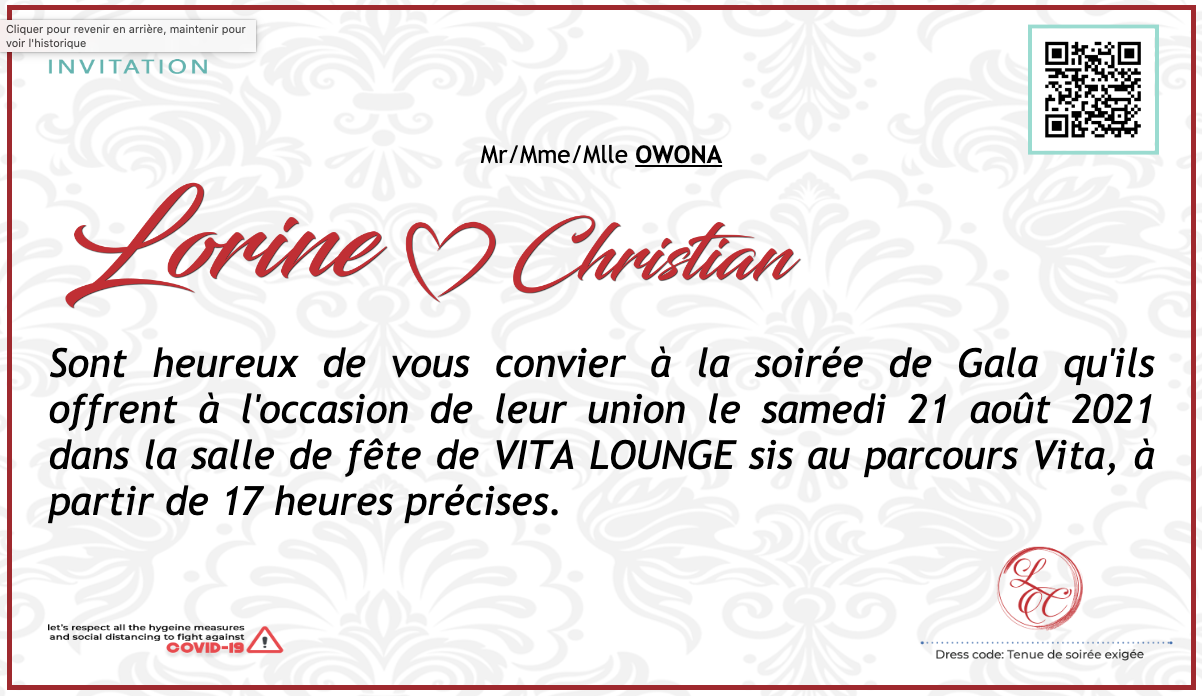 Cliquer pour revenir en arrière, maintenir pour
voir l'historique
INVITATION
Mr/Mme/Mlle OWONA
Lorine Christian
Sont heureux de vous convier à la soirée de Gala qu'ils
offrent à l'occasion de leur union le samedi 21 août 2021
dans la salle de fête de VITA LOUNGE sis au parcours Vita, à
partir de 17 heures précises.
LC
let's respect all the hygeine measures
and social distancing to fight against
COVID-19
Dress code: Tenue de soirée exigée